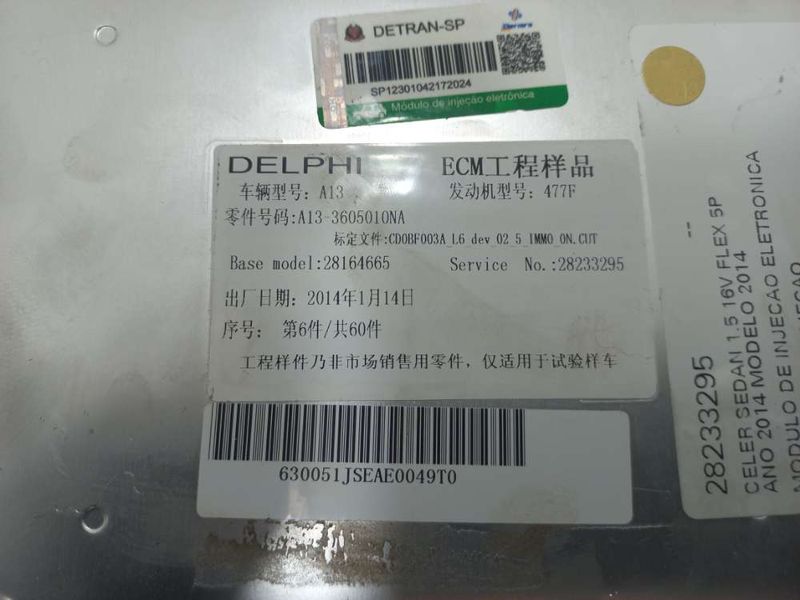 DETRAN-SP
SP12301042172024
Módulo de injeção eletrônica
DELPHI ECM工程样品
车辆型号: A13 发动机型号: 477F
零件号码:A13-3605010NA
标定文件:CD0BF003A_L6_dev_02_5_IMMO_ON.CUT
Base model:28164665 Service No.:28233295
出厂日期: 2014年1月14日
序号: 第6件/共60件
工程样件乃非市场销售用零件，仅适用于试验样车
630051JSEAE0049T0
--
28233295
CELER SEDAN 1.5 16V FLEX 5P
ANO 2014 MODELO 2014
MODULO DE INJECAO ELETRONICA